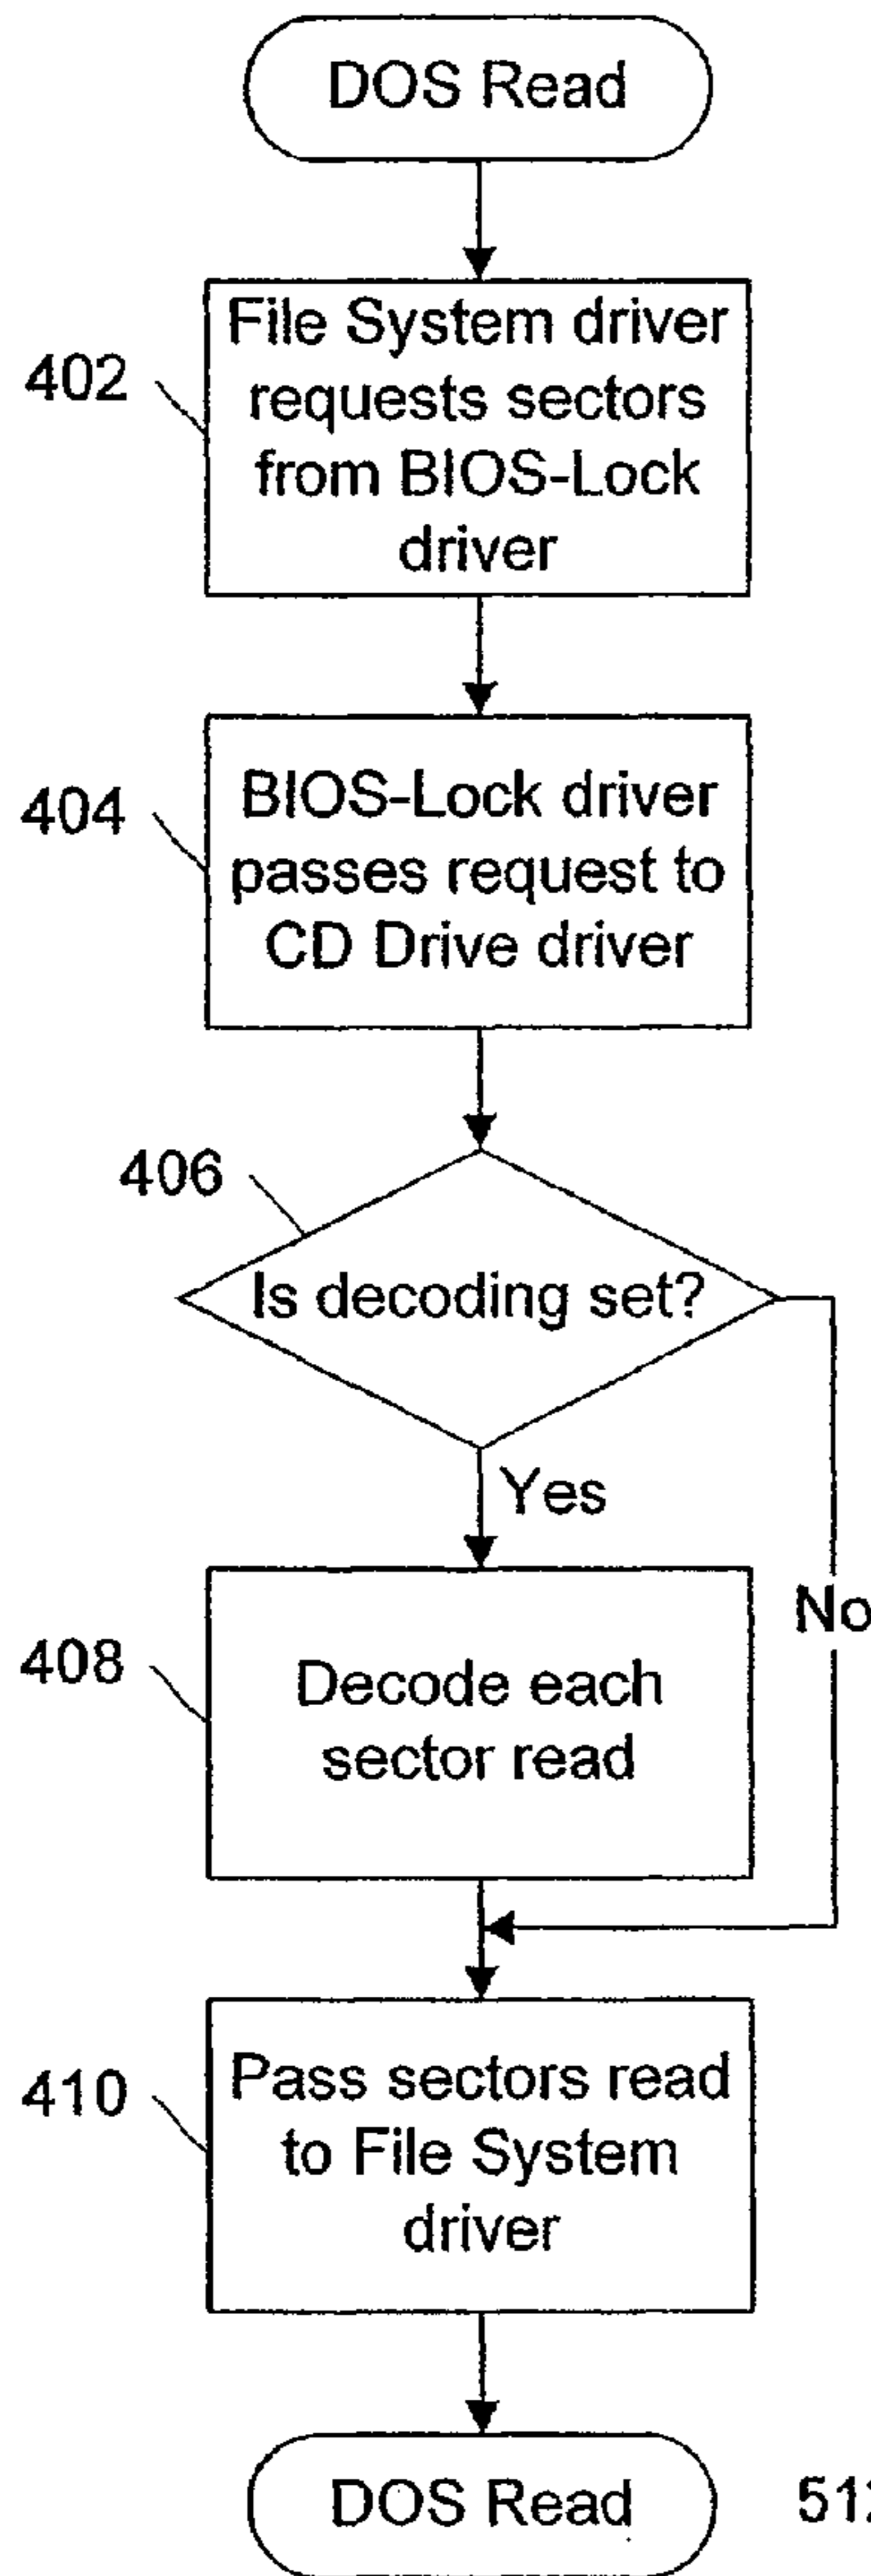 DOS Read
402
File System driver
requests sectors
from BIOS-Lock
driver
404
BIOS-Lock driver
passes request to
CD Drive driver
406
Is decoding set?
Yes
No
408
Decode each
sector read
410
Pass sectors read
to File System
driver
DOS Read